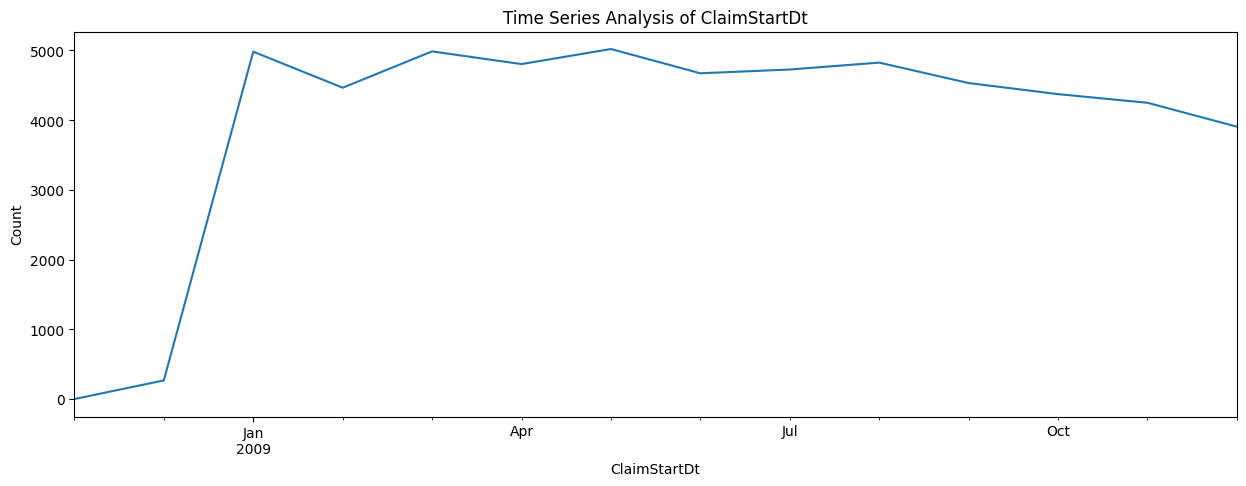 Time Series Analysis of ClaimStartDt
5000
4000
3000
2000
1000
0
Count
Jan
2009
Apr
Jul
Oct
ClaimStartDt